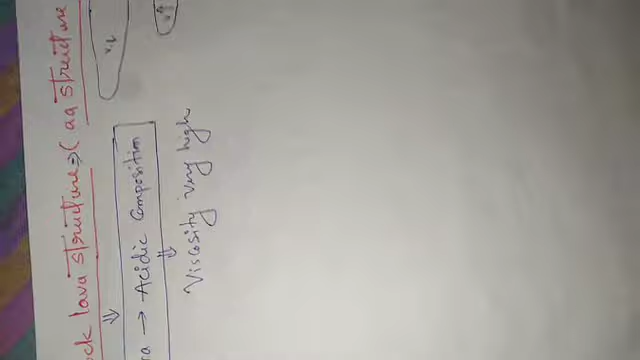 ck lava structure ⇒ ( aa structure
v.
⇓
→ Acidic Composition
⇓
Viscosity very high